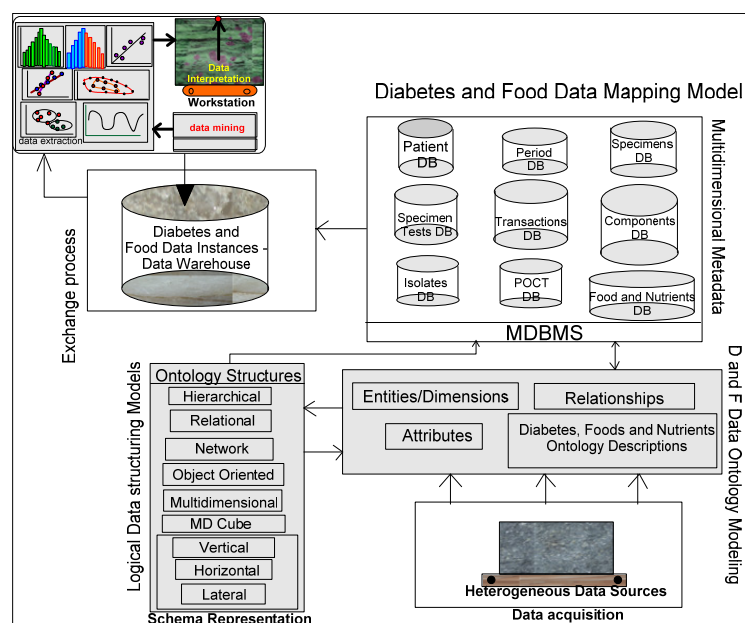 Data
Interpretation
Workstation
data mining
data extraction
Diabetes and Food Data Mapping Model
Patient
DB
Period
DB
Specimens
DB
Specimen
Tests DB
Transactions
DB
Components
DB
Isolates
DB
POCT
DB
Food and Nutrients
DB
MDBMS
Multidimensional Metadata
Diabetes and
Food Data Instances -
Data Warehouse
Exchange process
Ontology Structures
Hierarchical
Relational
Network
Object Oriented
Multidimensional
MD Cube
Vertical
Horizontal
Lateral
Schema Representation
Logical Data structuring Models
Entities/Dimensions
Relationships
Attributes
Diabetes, Foods and Nutrients
Ontology Descriptions
D and F Data Ontology Modeling
Heterogeneous Data Sources
Data acquisition